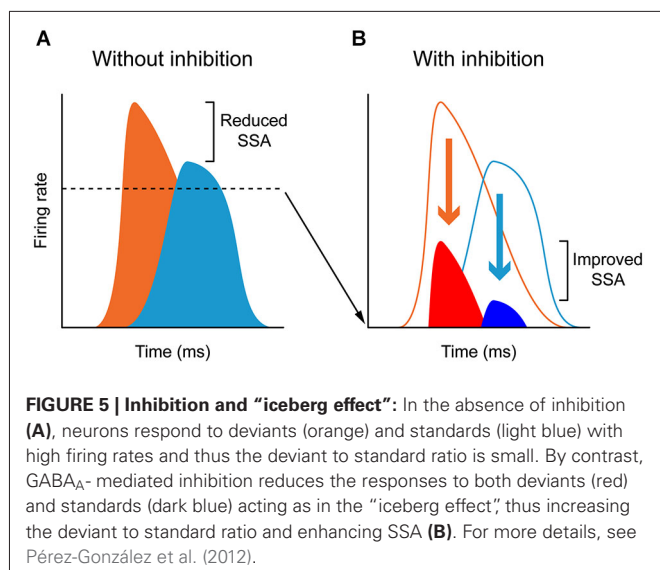 A
B
Without inhibition
With inhibition
Reduced
SSA
Firing rate
Improved
SSA
Time (ms)
Time (ms)
FIGURE 5 | Inhibition and “iceberg effect”: In the absence of inhibition
(A), neurons respond to deviants (orange) and standards (light blue) with
high firing rates and thus the deviant to standard ratio is small. By contrast,
GABAA- mediated inhibition reduces the responses to both deviants (red)
and standards (dark blue) acting as in the “iceberg effect”, thus increasing
the deviant to standard ratio and enhancing SSA (B). For more details, see
Pérez-González et al. (2012).